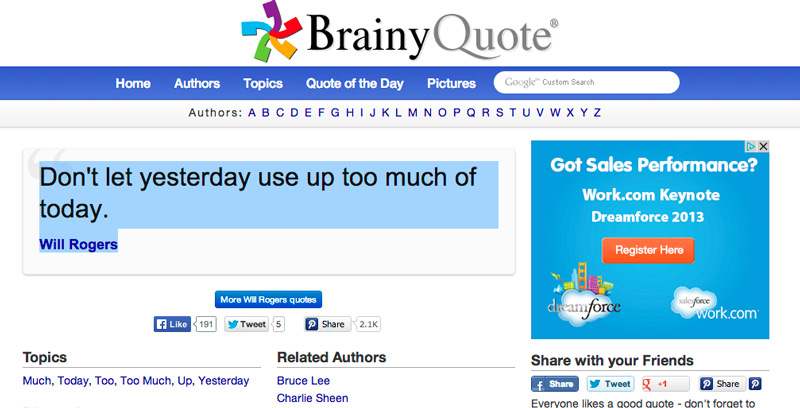 BrainyQuote®
Home Authors Topics Quote of the Day Pictures Google™ Custom Search
Authors: A B C D E F G H I J K L M N O P Q R S T U V W X Y Z
Don't let yesterday use up too much of
today.
Will Rogers
More Will Rogers quotes
Like 191 Tweet 5 Share 2.1K
Topics
Much, Today, Too, Too Much, Up, Yesterday
Related Authors
Bruce Lee
Charlie Sheen
Got Sales Performance?
Work.com Keynote
Dreamforce 2013
Register Here
dreamforce
salesforce
work.com
Share with your Friends
Share Tweet +1 Share
Everyone likes a good quote - don't forget to